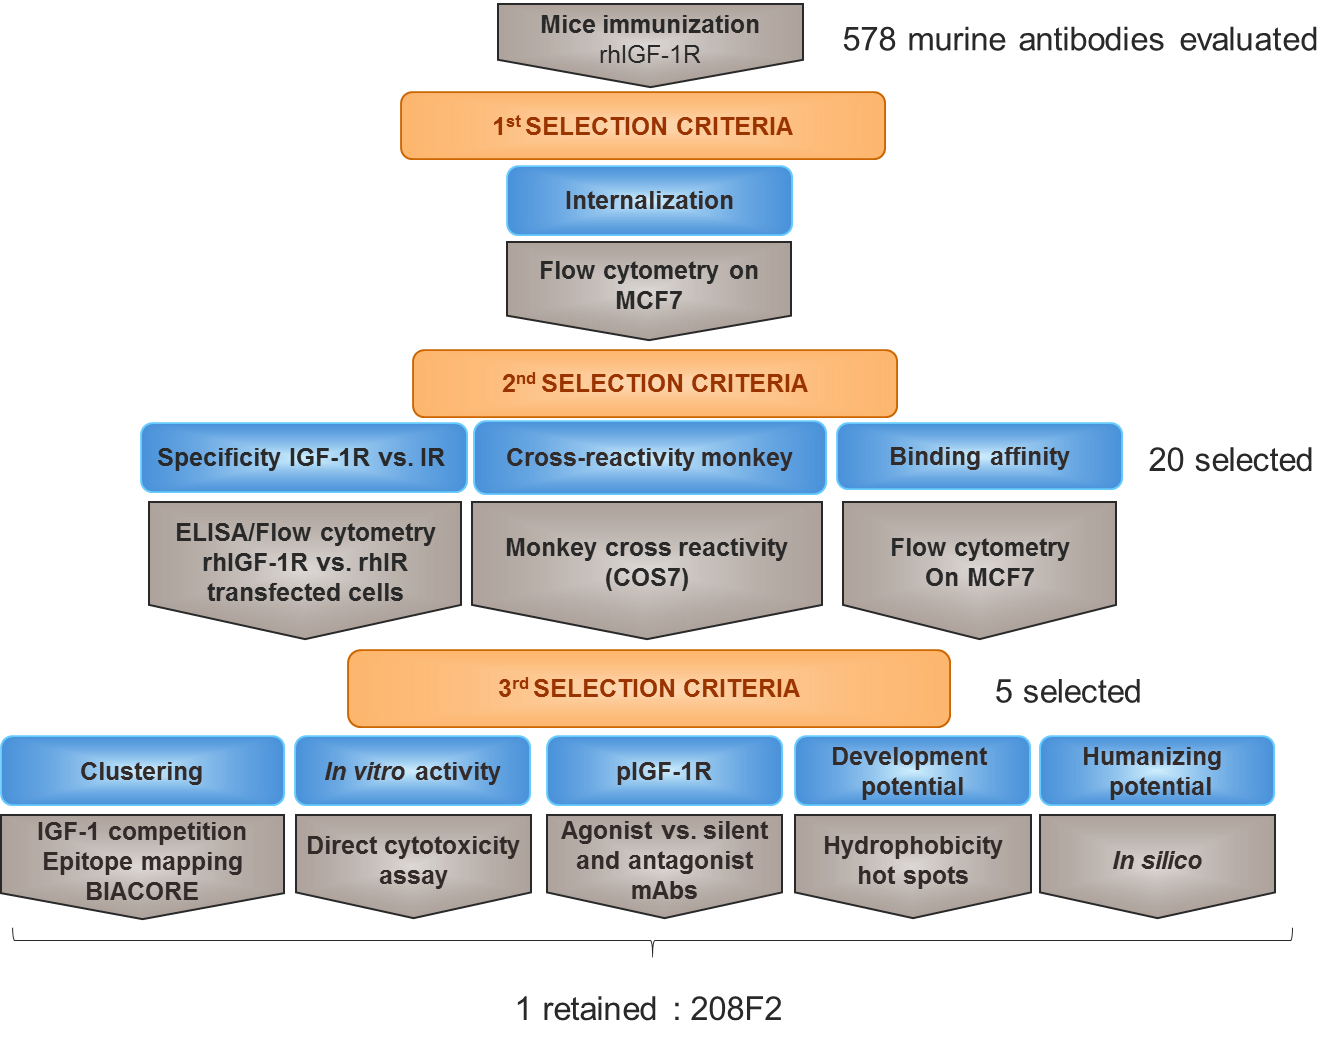 Mice immunization
rhIGF-1R
578 murine antibodies evaluated
1st SELECTION CRITERIA
Internalization
Flow cytometry on
MCF7
2nd SELECTION CRITERIA
Specificity IGF-1R vs. IR
Cross-reactivity monkey
Binding affinity
20 selected
ELISA/Flow cytometry
rhIGF-1R vs. rhIR
transfected cells
Monkey cross reactivity
(COS7)
Flow cytometry
On MCF7
3rd SELECTION CRITERIA
5 selected
Clustering
In vitro activity
pIGF-1R
Development
potential
Humanizing
potential
IGF-1 competition
Epitope mapping
BIACORE
Direct cytotoxicity
assay
Agonist vs. silent
and antagonist
mAbs
Hydrophobicity
hot spots
In silico
1 retained : 208F2